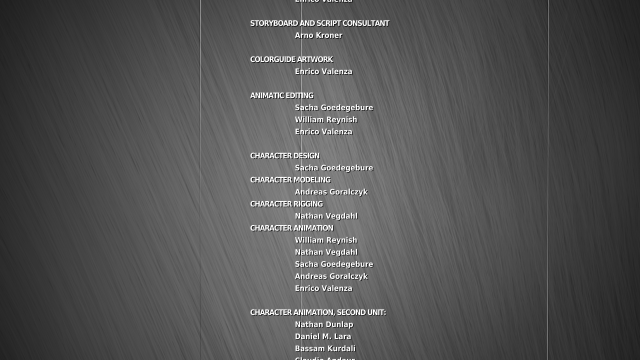 Enrico Valenza
STORYBOARD AND SCRIPT CONSULTANT
Arno Kroner
COLORGUIDE ARTWORK
Enrico Valenza
ANIMATIC EDITING
Sacha Goedegebure
William Reynish
Enrico Valenza
CHARACTER DESIGN
Sacha Goedegebure
CHARACTER MODELING
Andreas Goralczyk
CHARACTER RIGGING
Nathan Vegdahl
CHARACTER ANIMATION
William Reynish
Nathan Vegdahl
Sacha Goedegebure
Andreas Goralczyk
Enrico Valenza
CHARACTER ANIMATION, SECOND UNIT:
Nathan Dunlap
Daniel M. Lara
Bassam Kurdali